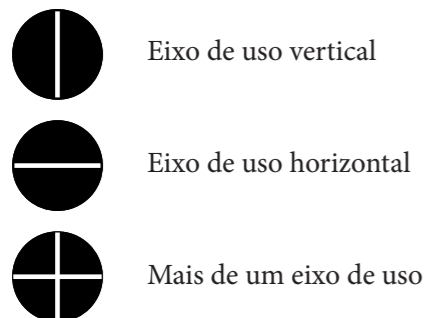 Eixo de uso vertical
Eixo de uso horizontal
Mais de um eixo de uso